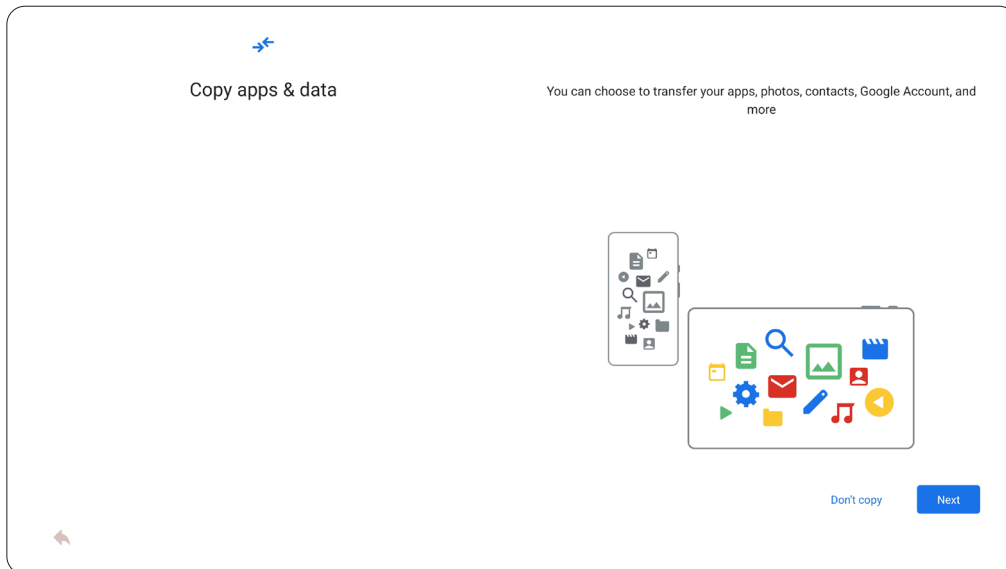 Copy apps & data
You can choose to transfer your apps, photos, contacts, Google Account, and
more
Don't copy
Next